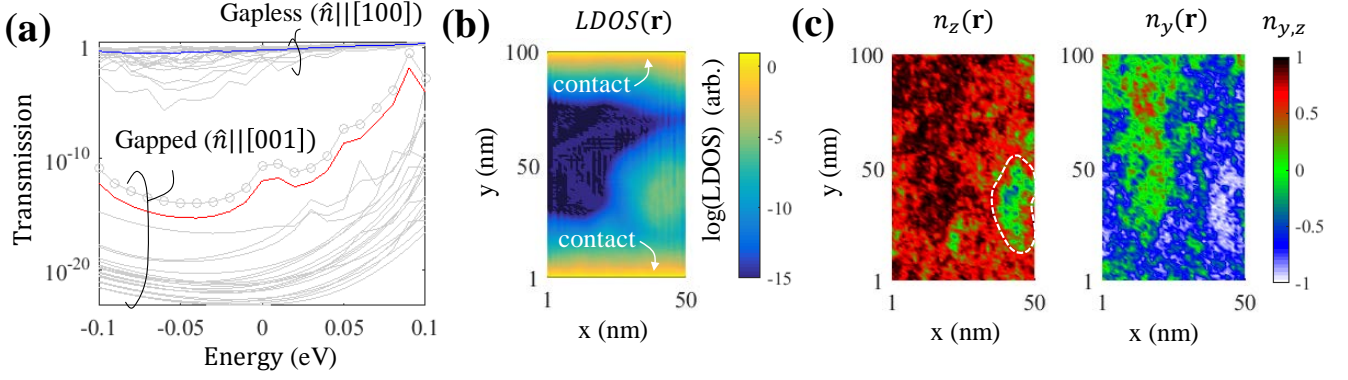 (a)
Gapless (n̂||[100])
1
10^-10
10^-20
Transmission
Gapped (n̂||[001])
-0.1
-0.05
0
0.05
0.1
Energy (eV)
(b)
LDOS(r)
100
50
1
y (nm)
contact
contact
1
50
x (nm)
0
-5
-10
-15
log(LDOS) (arb.)
(c)
n_z(r)
100
50
1
y (nm)
1
50
x (nm)
n_y(r)
100
50
1
1
50
x (nm)
n_y,z
1
0.5
0
-0.5
-1